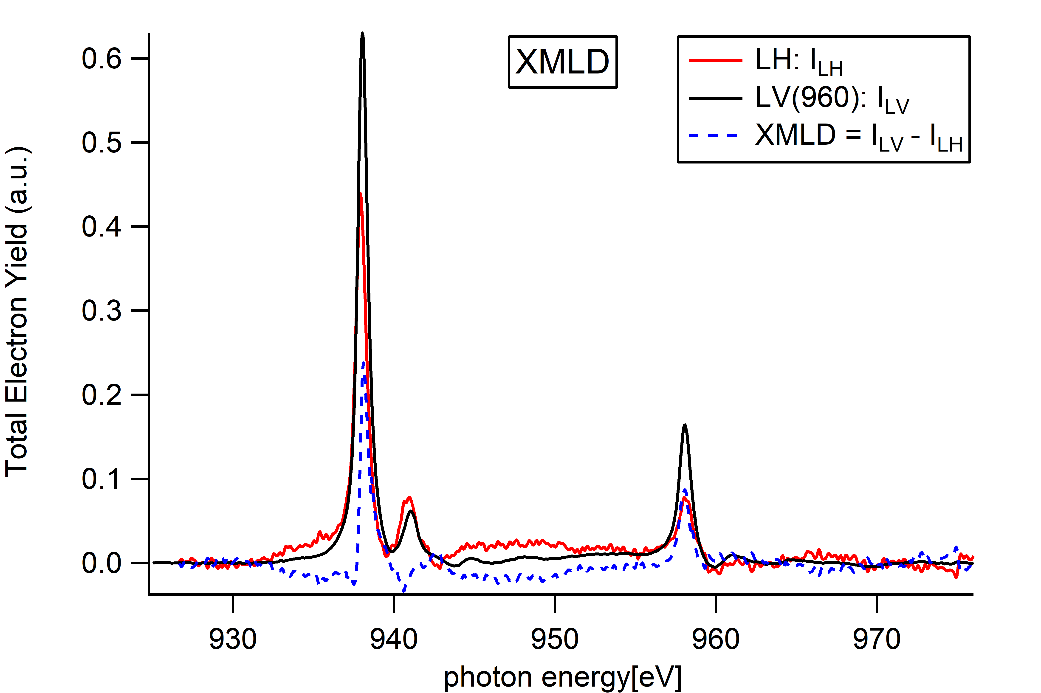 XMLD
LH: I_LH
LV(960): I_LV
XMLD = I_LV - I_LH
Total Electron Yield (a.u.)
0.6
0.5
0.4
0.3
0.2
0.1
0.0
930 940 950 960 970
photon energy[eV]